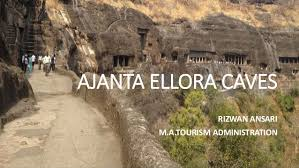 AJANTA ELLORA CAVES
RIZWAN ANSARI
M.A.TOURISM ADMINISTRATION